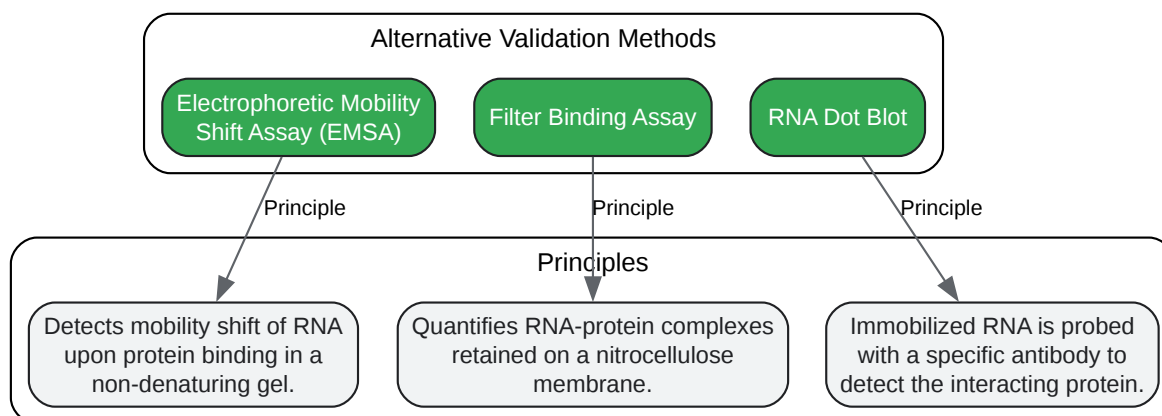 Alternative Validation Methods
Electrophoretic Mobility
Shift Assay (EMSA)
Filter Binding Assay
RNA Dot Blot
Principle
Principle
Principle
Principles
Detects mobility shift of RNA
upon protein binding in a
non-denaturing gel.
Quantifies RNA-protein complexes
retained on a nitrocellulose
membrane.
Immobilized RNA is probed
with a specific antibody to
detect the interacting protein.